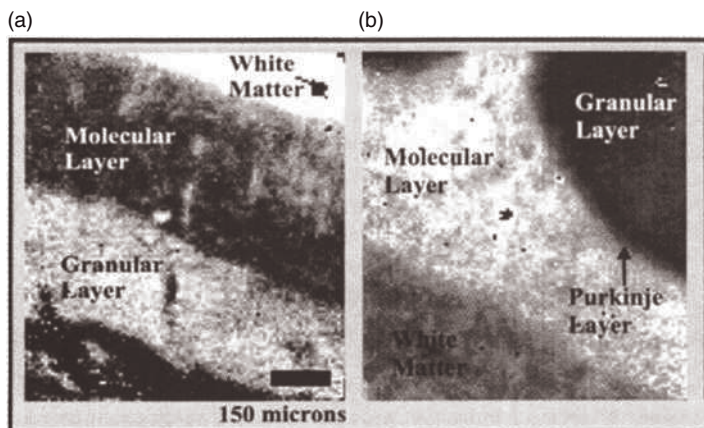 (a)
(b)
White
Matter
Molecular
Layer
Granular
Layer
150 microns
Granular
Layer
Molecular
Layer
Purkinje
Layer
White
Matter